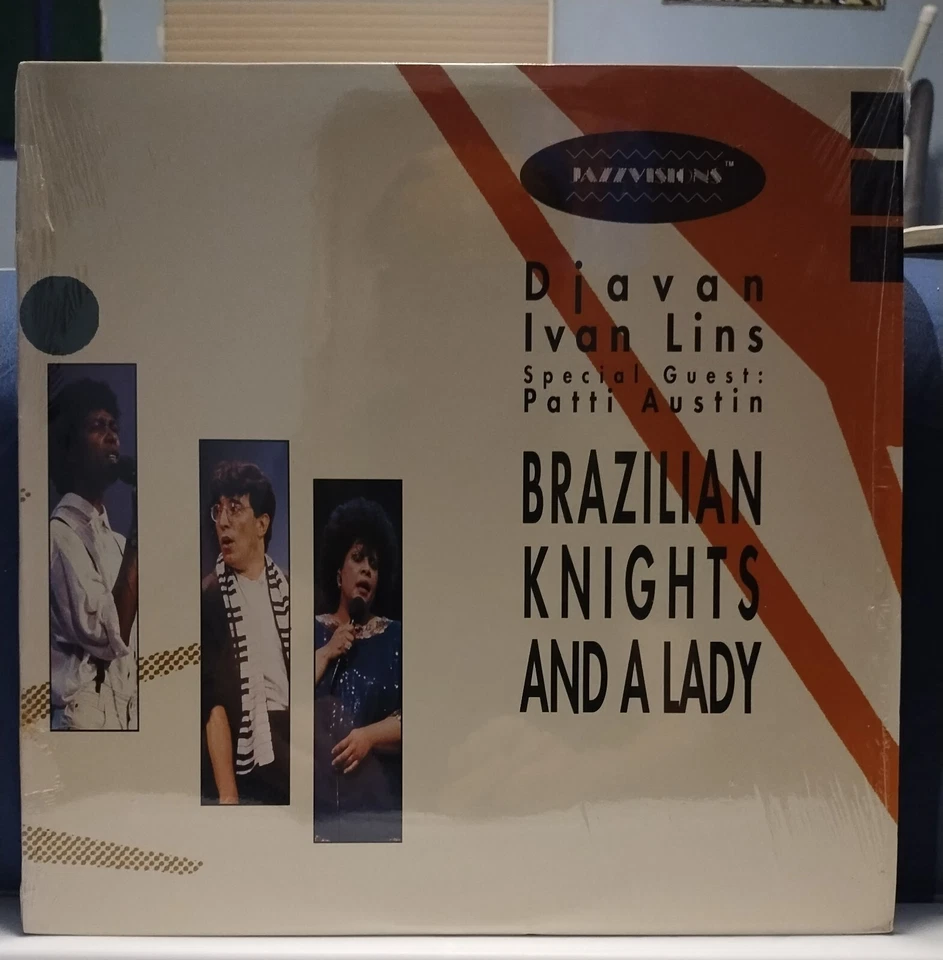 JAZZVISIONS™
Djavan
Ivan Lins
Special Guest:
Patti Austin
BRAZILIAN
KNIGHTS
AND A LADY